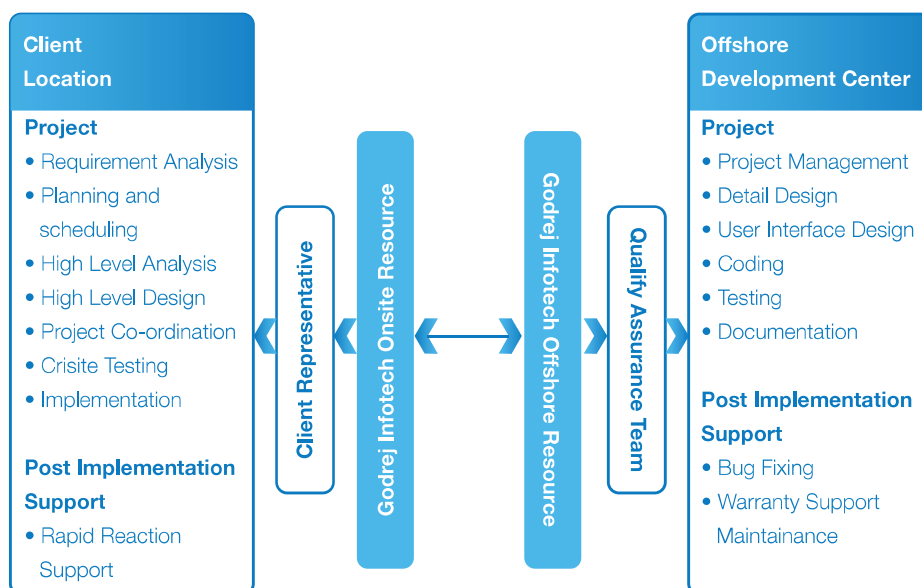 Client
Location
Project
• Requirement Analysis
• Planning and
scheduling
• High Level Analysis
• High Level Design
• Project Co-ordination
• Crisite Testing
• Implementation
Post Implementation
Support
• Rapid Reaction
Support
Client Representative
Godrej Infotech Onsite Resource
Godrej Infotech Offshore Resource
Qualify Assurance Team
Offshore
Development Center
Project
• Project Management
• Detail Design
• User Interface Design
• Coding
• Testing
• Documentation
Post Implementation
Support
• Bug Fixing
• Warranty Support
Maintainance